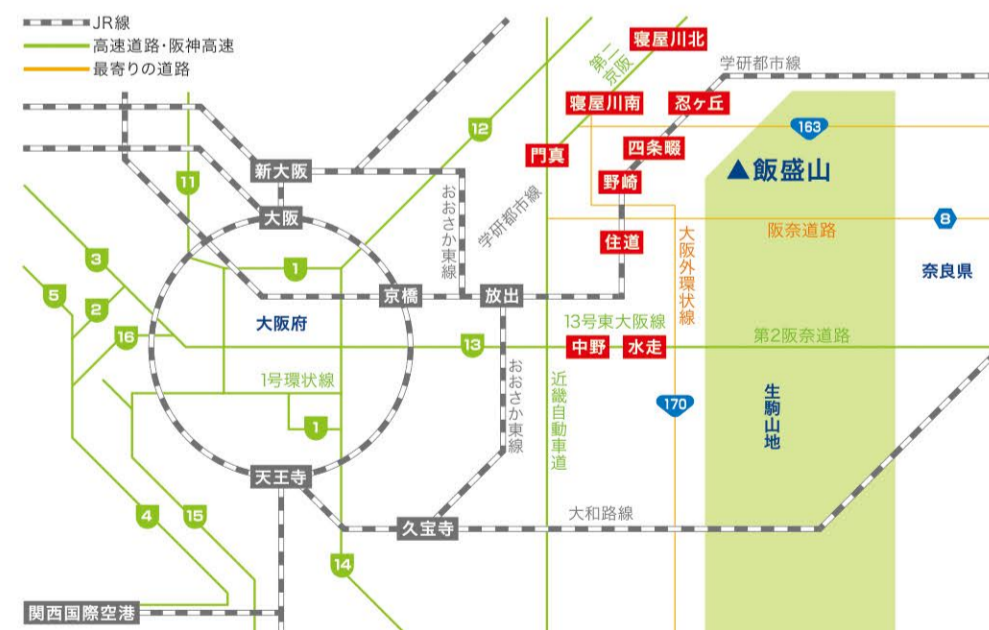 JR線
高速道路・阪神高速
最寄りの道路
寝屋川北
第二
京阪
学研都市線
寝屋川南
忍ヶ丘
12
163
四条畷
門真
新大阪
飯盛山
11
野崎
おおさか東線
学研都市線
大阪
8
阪奈道路
住道
大阪外環状線
3
1
奈良県
5
京橋
放出
2
大阪府
13号東大阪線
16
第2阪奈道路
13
中野
水走
おおさか東線
1号環状線
近畿自動車道
170
生駒山地
1
天王寺
4
15
大和路線
久宝寺
14
関西国際空港